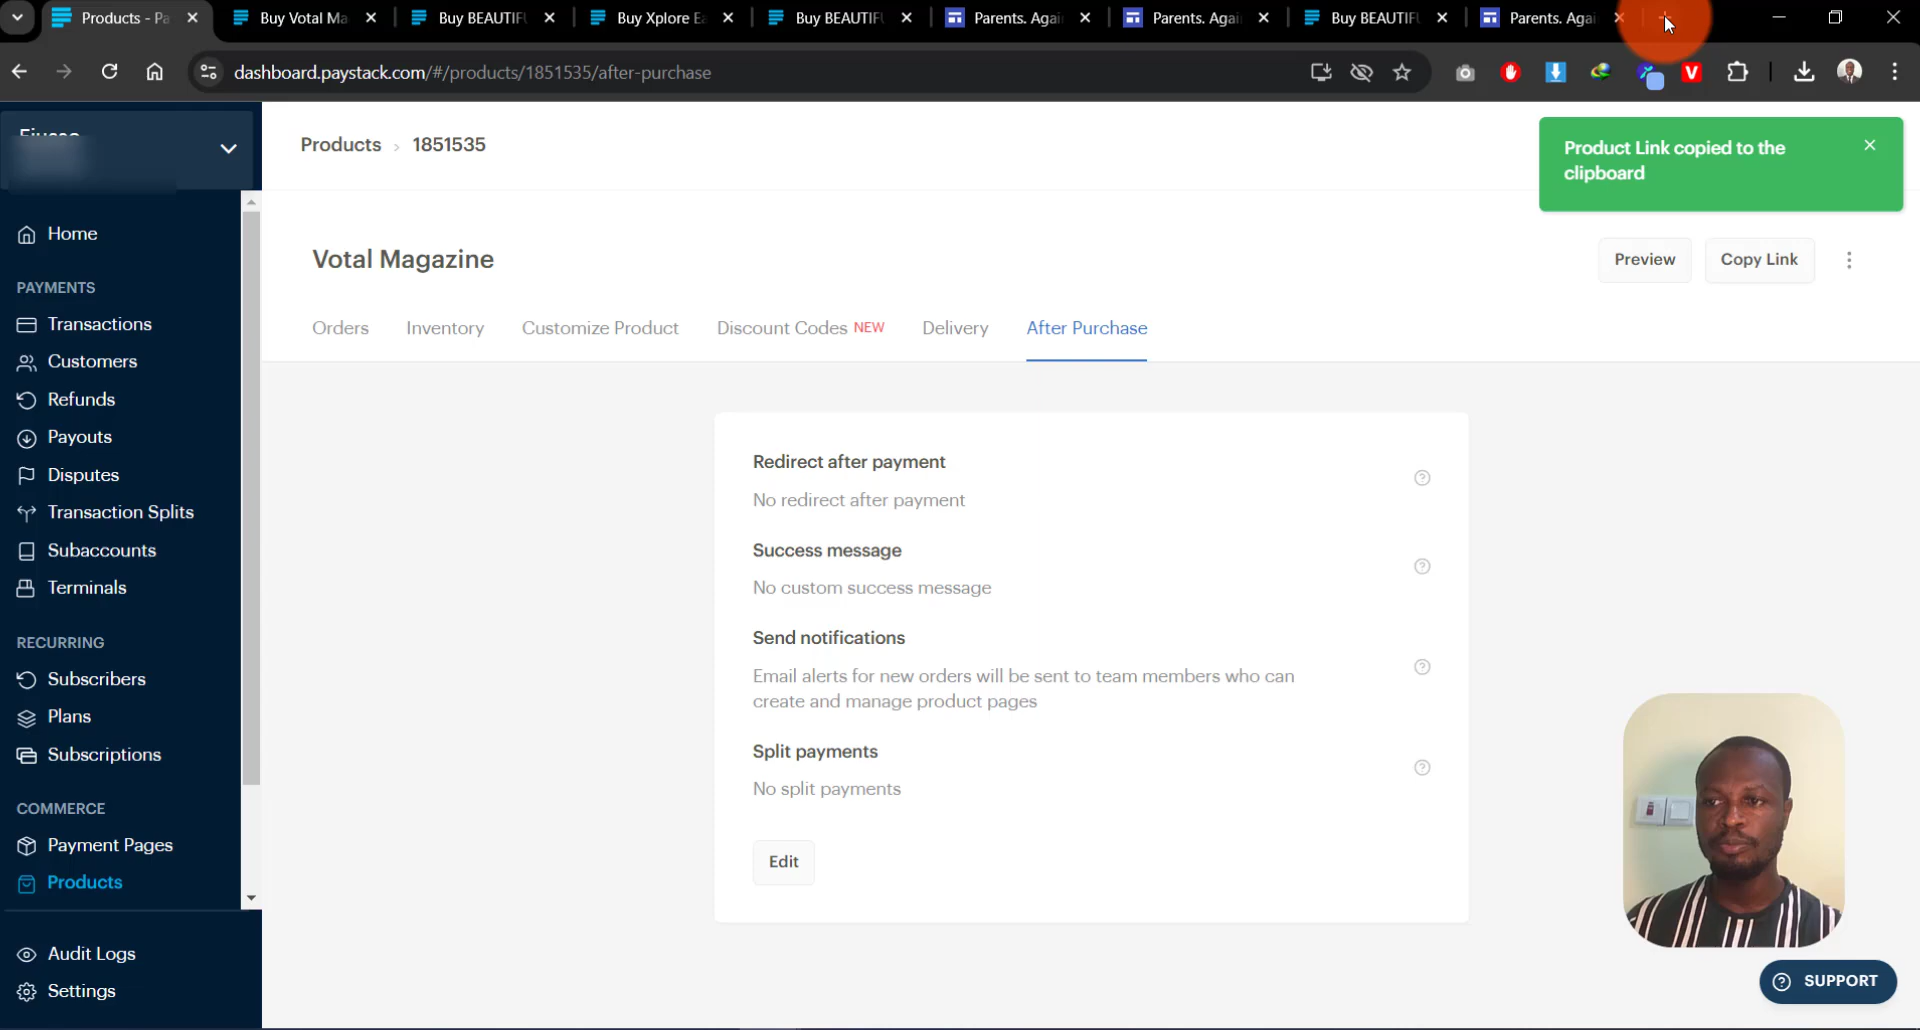 Products - Pa
Buy Votal Ma
Buy BEAUTIFU
Buy Xplore Ea
Buy BEAUTIFU
Parents. Agai
Parents. Agai
Buy BEAUTIFU
Parents. Agai
dashboard.paystack.com/#/products/1851535/after-purchase
Products > 1851535
Product Link copied to the
clipboard
Home
PAYMENTS
Transactions
Customers
Refunds
Payouts
Disputes
Transaction Splits
Subaccounts
Terminals
RECURRING
Subscribers
Plans
Subscriptions
COMMERCE
Payment Pages
Products
Audit Logs
Settings
Votal Magazine
Preview
Copy Link
Orders
Inventory
Customize Product
Discount Codes NEW
Delivery
After Purchase
Redirect after payment
No redirect after payment
Success message
No custom success message
Send notifications
Email alerts for new orders will be sent to team members who can
create and manage product pages
Split payments
No split payments
Edit
SUPPORT